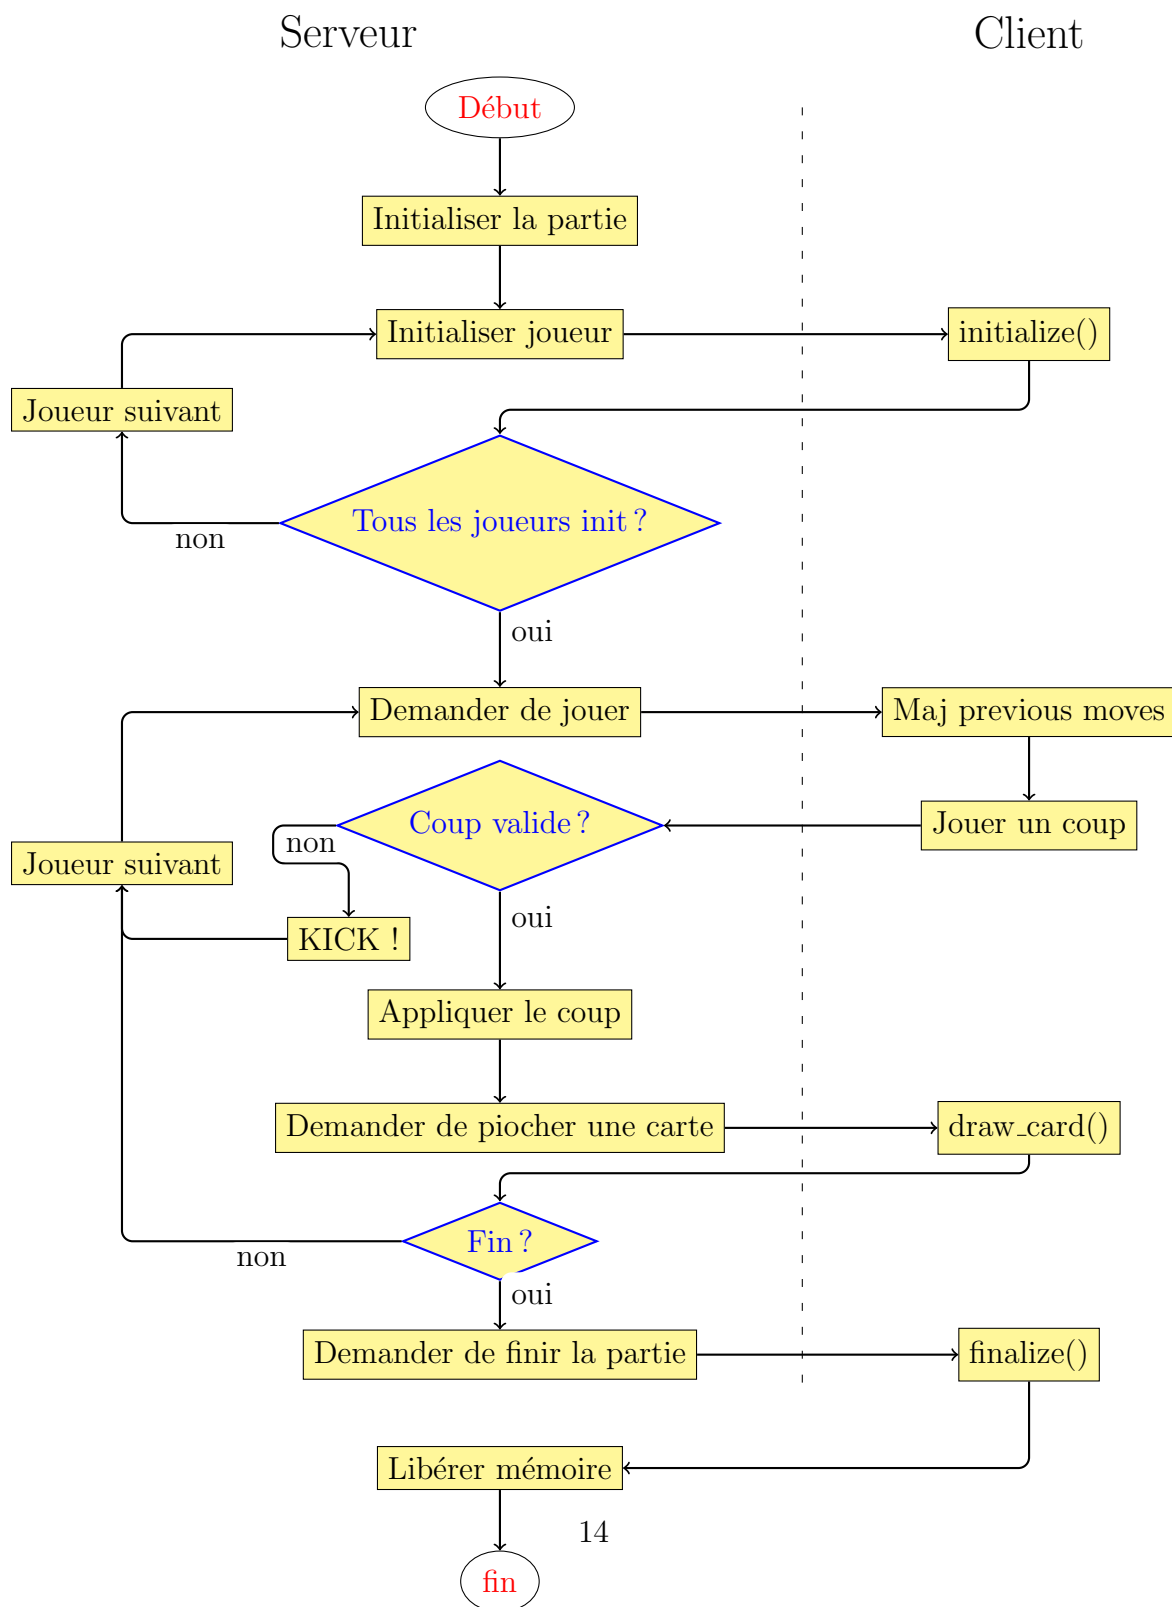 Serveur
Client
Début
Initialiser la partie
Initialiser joueur
initialize()
Joueur suivant
Tous les joueurs init ?
non
oui
Demander de jouer
Maj previous moves
Coup valide ?
Jouer un coup
non
Joueur suivant
oui
KICK !
Appliquer le coup
Demander de piocher une carte
draw_card()
Fin ?
non
oui
Demander de finir la partie
finalize()
Libérer mémoire
14
fin